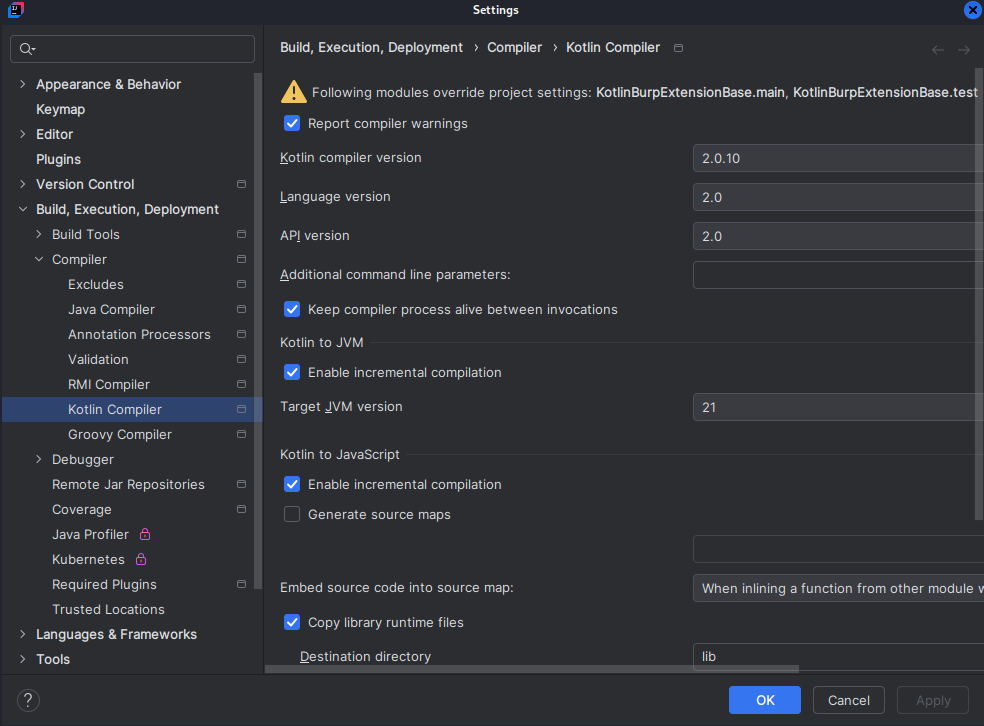 Settings
Build, Execution, Deployment › Compiler › Kotlin Compiler
Appearance & Behavior
Keymap
Editor
Plugins
Version Control
Build, Execution, Deployment
Build Tools
Compiler
Excludes
Java Compiler
Annotation Processors
Validation
RMI Compiler
Kotlin Compiler
Groovy Compiler
Debugger
Remote Jar Repositories
Coverage
Java Profiler
Kubernetes
Required Plugins
Trusted Locations
Languages & Frameworks
Tools
Following modules override project settings: KotlinBurpExtensionBase.main, KotlinBurpExtensionBase.test
Report compiler warnings
Kotlin compiler version 2.0.10
Language version 2.0
API version 2.0
Additional command line parameters:
Keep compiler process alive between invocations
Kotlin to JVM
Enable incremental compilation
Target JVM version 21
Kotlin to JavaScript
Enable incremental compilation
Generate source maps
Embed source code into source map: When inlining a function from other module w
Copy library runtime files
Destination directory lib
? OK Cancel Apply